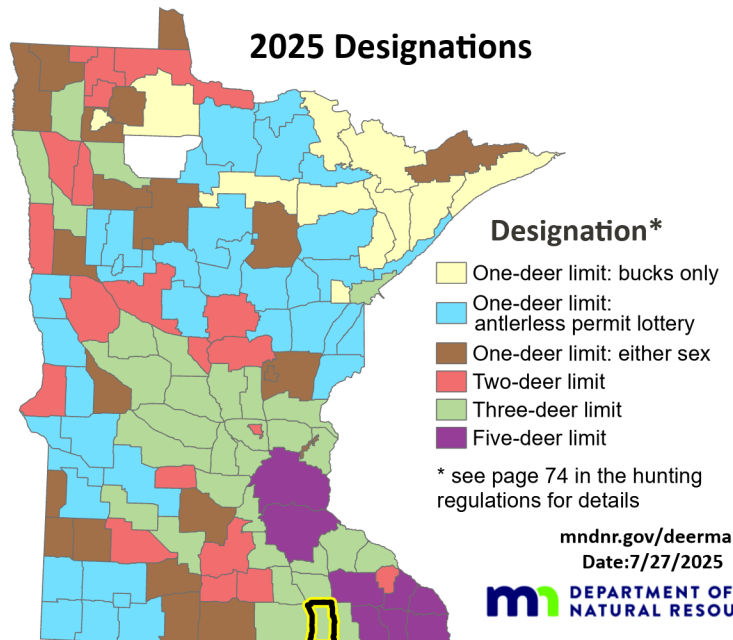 2025 Designations
Designation*
One-deer limit: bucks only
One-deer limit:
antlerless permit lottery
One-deer limit: either sex
Two-deer limit
Three-deer limit
Five-deer limit
* see page 74 in the hunting
regulations for details
mndnr.gov/deerma
Date:7/27/2025
mn DEPARTMENT OF
NATURAL RESOU